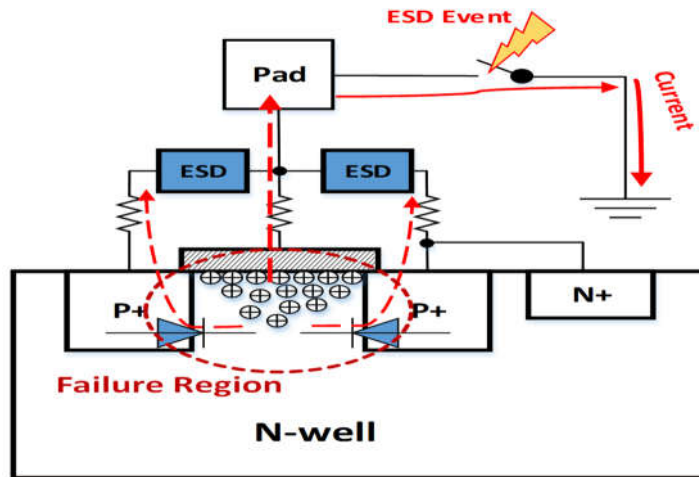 ESD Event
Pad
Current
ESD
ESD
P+
P+
N+
Failure Region
N-well